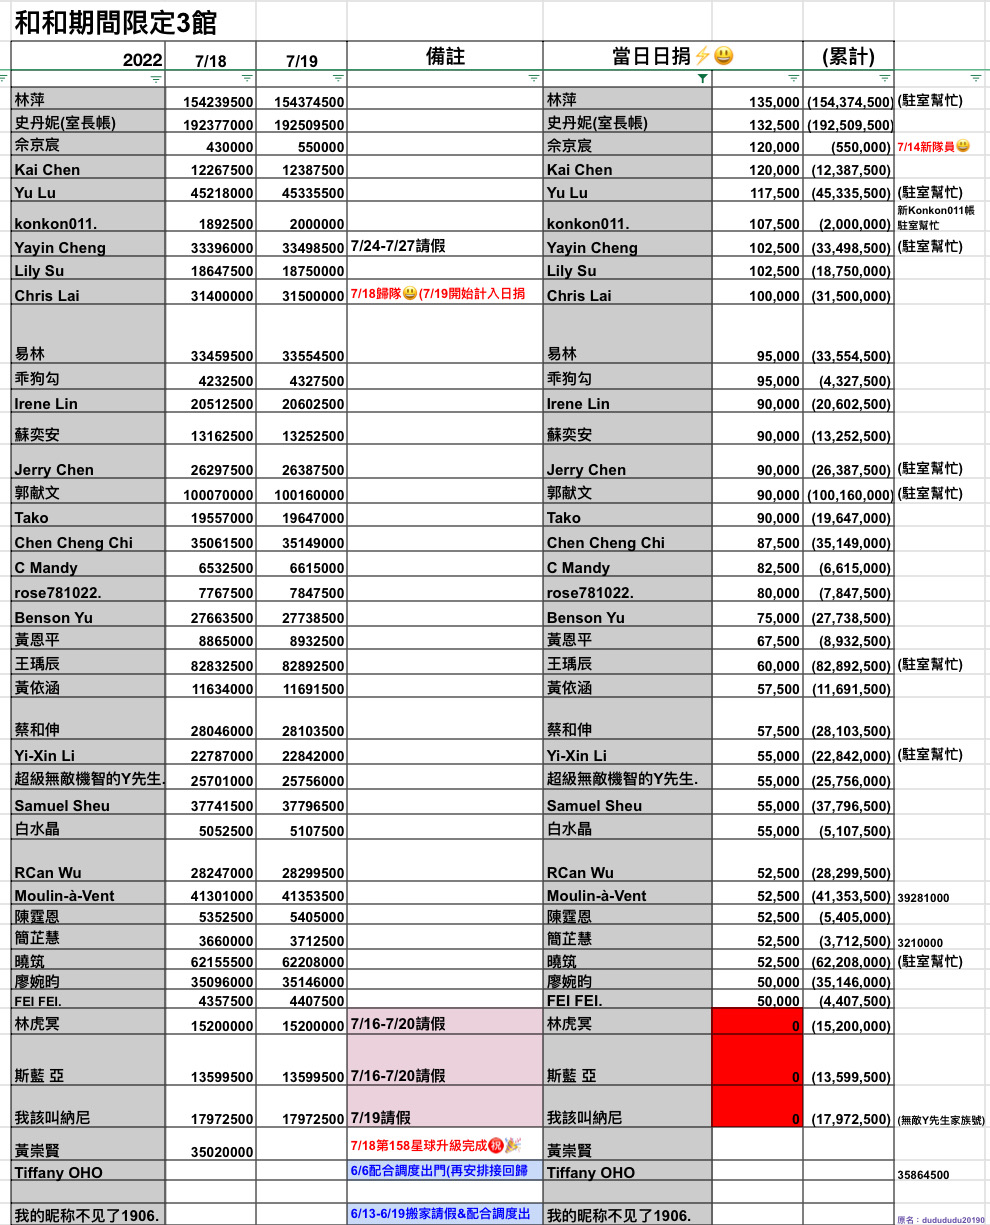 和和期間限定3館
2022 7/18 7/19 備註 當日日捐⚡😃 (累計)
林萍 154239500 154374500 林萍 135,000 (154,374,500) (駐室幫忙)
史丹妮(室長帳) 192377000 192509500 史丹妮(室長帳) 132,500 (192,509,500)
佘京宸 430000 550000 佘京宸 120,000 (550,000) 7/14新隊員😃
Kai Chen 12267500 12387500 Kai Chen 120,000 (12,387,500)
Yu Lu 45218000 45335500 Yu Lu 117,500 (45,335,500) (駐室幫忙)
konkon011. 1892500 2000000 konkon011. 107,500 (2,000,000) 新Konkon011帳
駐室幫忙
Yayin Cheng 33396000 33498500 7/24-7/27請假 Yayin Cheng 102,500 (33,498,500) (駐室幫忙)
Lily Su 18647500 18750000 Lily Su 102,500 (18,750,000)
Chris Lai 31400000 31500000 7/18歸隊😃(7/19開始計入日捐 Chris Lai 100,000 (31,500,000)
易林 33459500 33554500 易林 95,000 (33,554,500)
乖狗勾 4232500 4327500 乖狗勾 95,000 (4,327,500)
Irene Lin 20512500 20602500 Irene Lin 90,000 (20,602,500)
蘇奕安 13162500 13252500 蘇奕安 90,000 (13,252,500)
Jerry Chen 26297500 26387500 Jerry Chen 90,000 (26,387,500) (駐室幫忙)
郭献文 100070000 100160000 郭献文 90,000 (100,160,000) (駐室幫忙)
Tako 19557000 19647000 Tako 90,000 (19,647,000)
Chen Cheng Chi 35061500 35149000 Chen Cheng Chi 87,500 (35,149,000)
C Mandy 6532500 6615000 C Mandy 82,500 (6,615,000)
rose781022. 7767500 7847500 rose781022. 80,000 (7,847,500)
Benson Yu 27663500 27738500 Benson Yu 75,000 (27,738,500)
黃恩平 8865000 8932500 黃恩平 67,500 (8,932,500)
王瑀辰 82832500 82892500 王瑀辰 60,000 (82,892,500) (駐室幫忙)
黃依涵 11634000 11691500 黃依涵 57,500 (11,691,500)
蔡和伸 28046000 28103500 蔡和伸 57,500 (28,103,500)
Yi-Xin Li 22787000 22842000 Yi-Xin Li 55,000 (22,842,000) (駐室幫忙)
超級無敵機智的Y先生. 25701000 25756000 超級無敵機智的Y先生. 55,000 (25,756,000)
Samuel Sheu 37741500 37796500 Samuel Sheu 55,000 (37,796,500)
白水晶 5052500 5107500 白水晶 55,000 (5,107,500)
RCan Wu 28247000 28299500 RCan Wu 52,500 (28,299,500)
Moulin-à-Vent 41301000 41353500 Moulin-à-Vent 52,500 (41,353,500) 39281000
陳霆恩 5352500 5405000 陳霆恩 52,500 (5,405,000)
簡芷慧 3660000 3712500 簡芷慧 52,500 (3,712,500) 3210000
曉筑 62155500 62208000 曉筑 52,500 (62,208,000) (駐室幫忙)
廖婉昀 35096000 35146000 廖婉昀 50,000 (35,146,000)
FEI FEI. 4357500 4407500 FEI FEI. 50,000 (4,407,500)
林虎冥 15200000 15200000 7/16-7/20請假 林虎冥 0 (15,200,000)
斯藍 亞 13599500 13599500 7/16-7/20請假 斯藍 亞 0 (13,599,500)
我該叫納尼 17972500 17972500 7/19請假 我該叫納尼 0 (17,972,500) (無敵Y先生家族號)
黃崇賢 35020000 7/18第158星球升級完成㊗️🎉 黃崇賢
Tiffany OHO 6/6配合調度出門(再安排接回歸 Tiffany OHO 35864500
我的昵称不见了1906. 6/13-6/19搬家請假&配合調度出 我的昵称不见了1906. 原名：dudududu20190